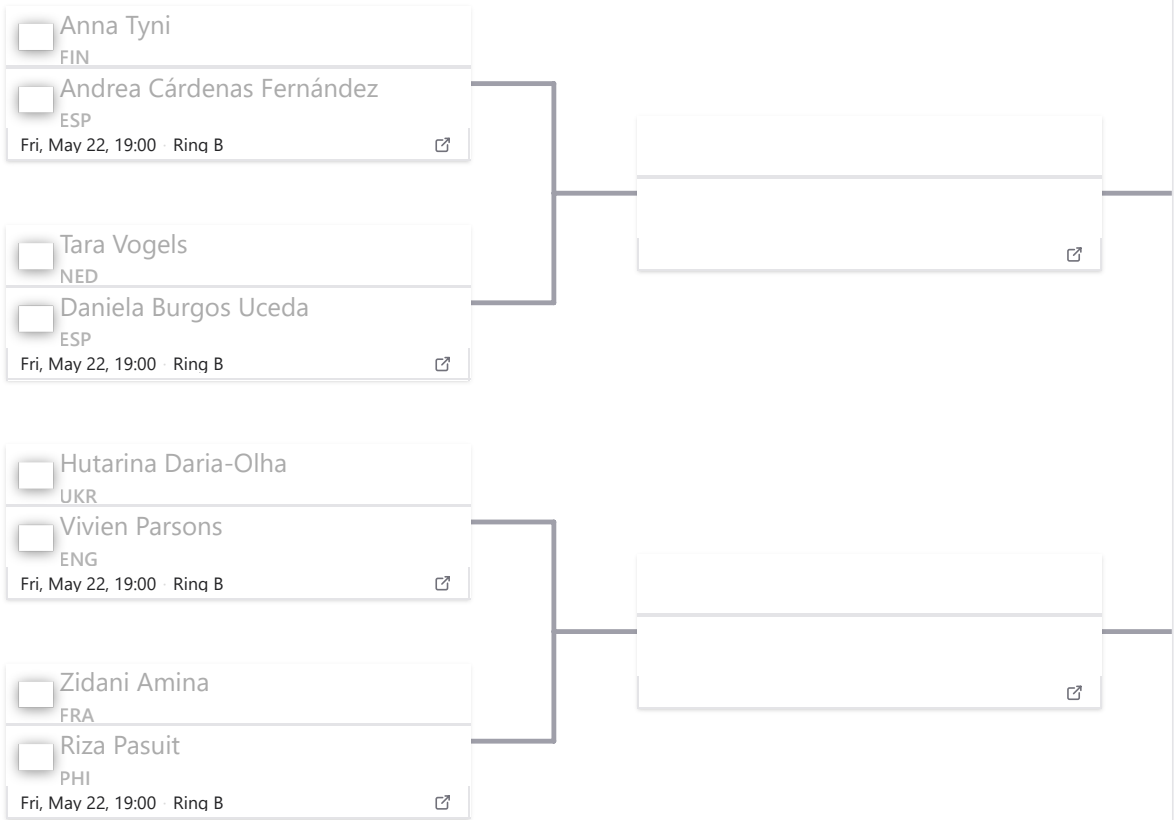 Anna Tyni
FIN
Andrea Cárdenas Fernández
ESP
Fri, May 22, 19:00 · Ring B
Tara Vogels
NED
Daniela Burgos Uceda
ESP
Fri, May 22, 19:00 · Ring B
Hutarina Daria-Olha
UKR
Vivien Parsons
ENG
Fri, May 22, 19:00 · Ring B
Zidani Amina
FRA
Riza Pasuit
PHI
Fri, May 22, 19:00 · Ring B